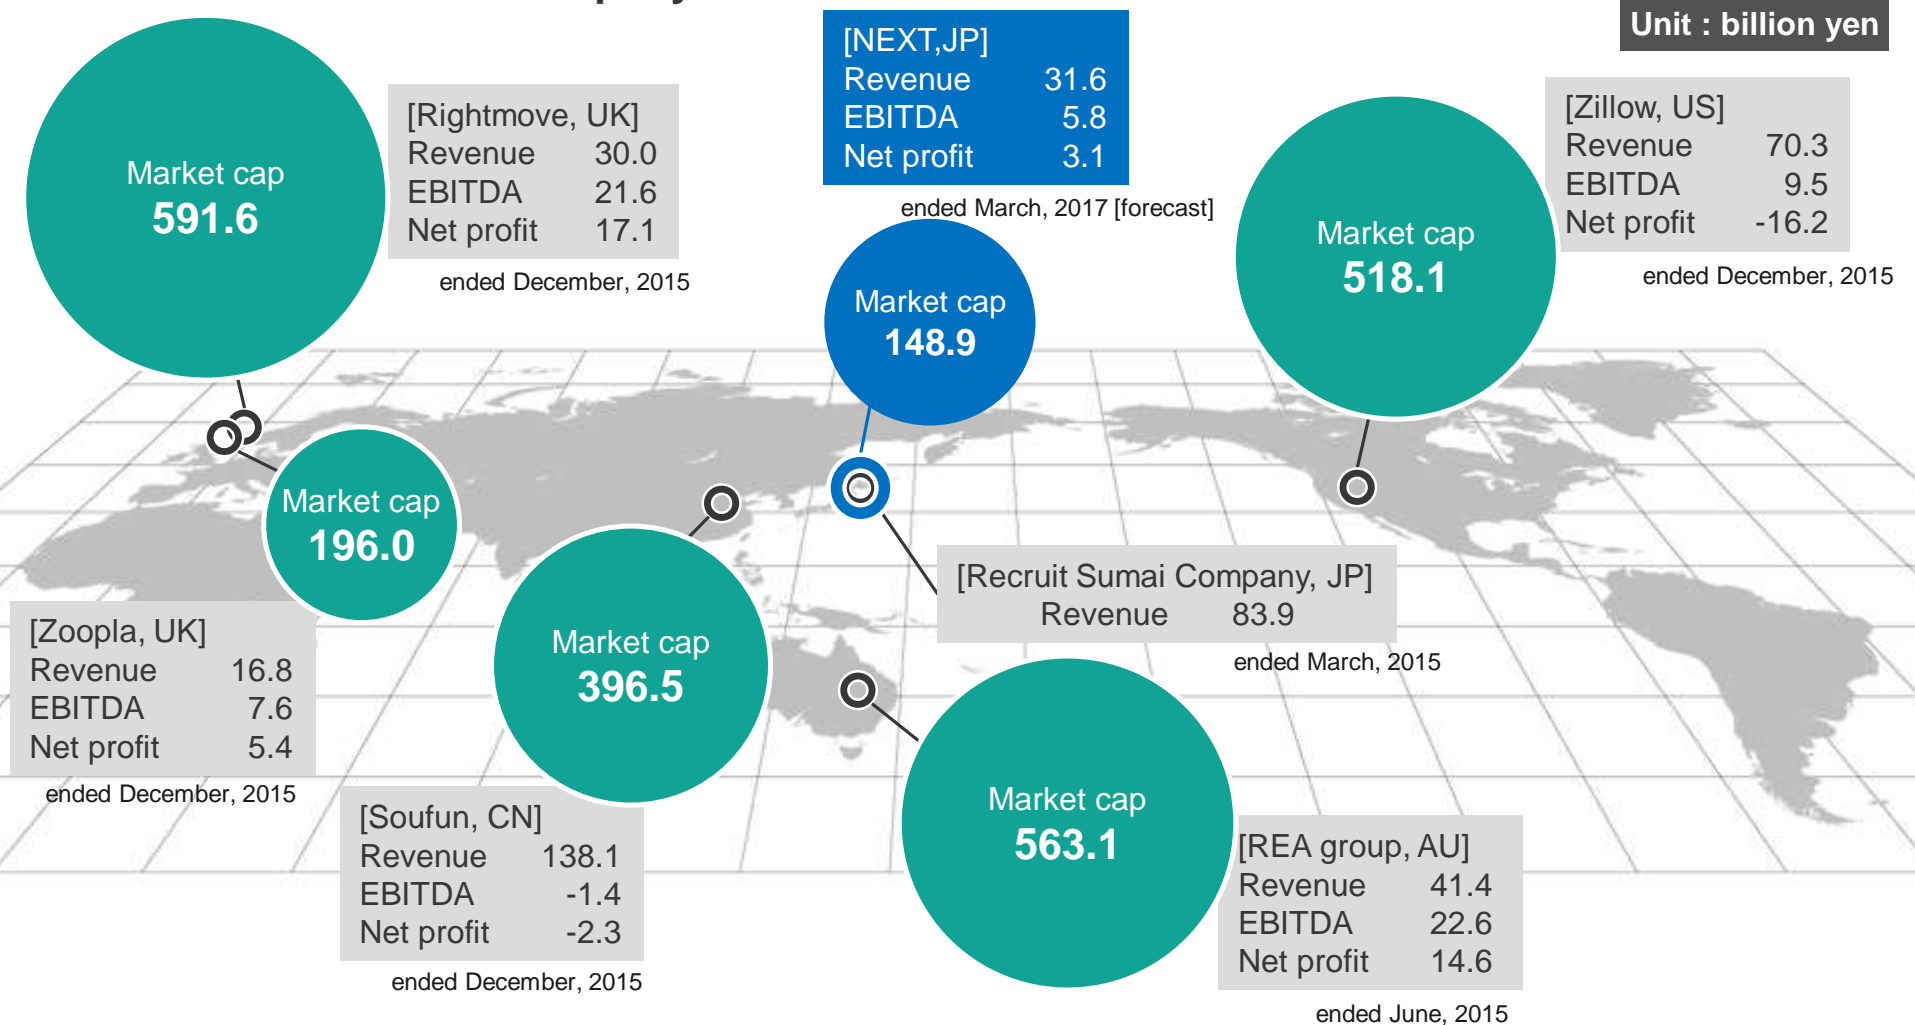 Unit : billion yen
[NEXT,JP]
Revenue 31.6
EBITDA 5.8
Net profit 3.1
ended March, 2017 [forecast]
Market cap
148.9
[Rightmove, UK]
Revenue 30.0
EBITDA 21.6
Net profit 17.1
ended December, 2015
Market cap
591.6
[Zillow, US]
Revenue 70.3
EBITDA 9.5
Net profit -16.2
ended December, 2015
Market cap
518.1
Market cap
196.0
[Zoopla, UK]
Revenue 16.8
EBITDA 7.6
Net profit 5.4
ended December, 2015
Market cap
396.5
[Soufun, CN]
Revenue 138.1
EBITDA -1.4
Net profit -2.3
ended December, 2015
[Recruit Sumai Company, JP]
Revenue 83.9
ended March, 2015
Market cap
563.1
[REA group, AU]
Revenue 41.4
EBITDA 22.6
Net profit 14.6
ended June, 2015